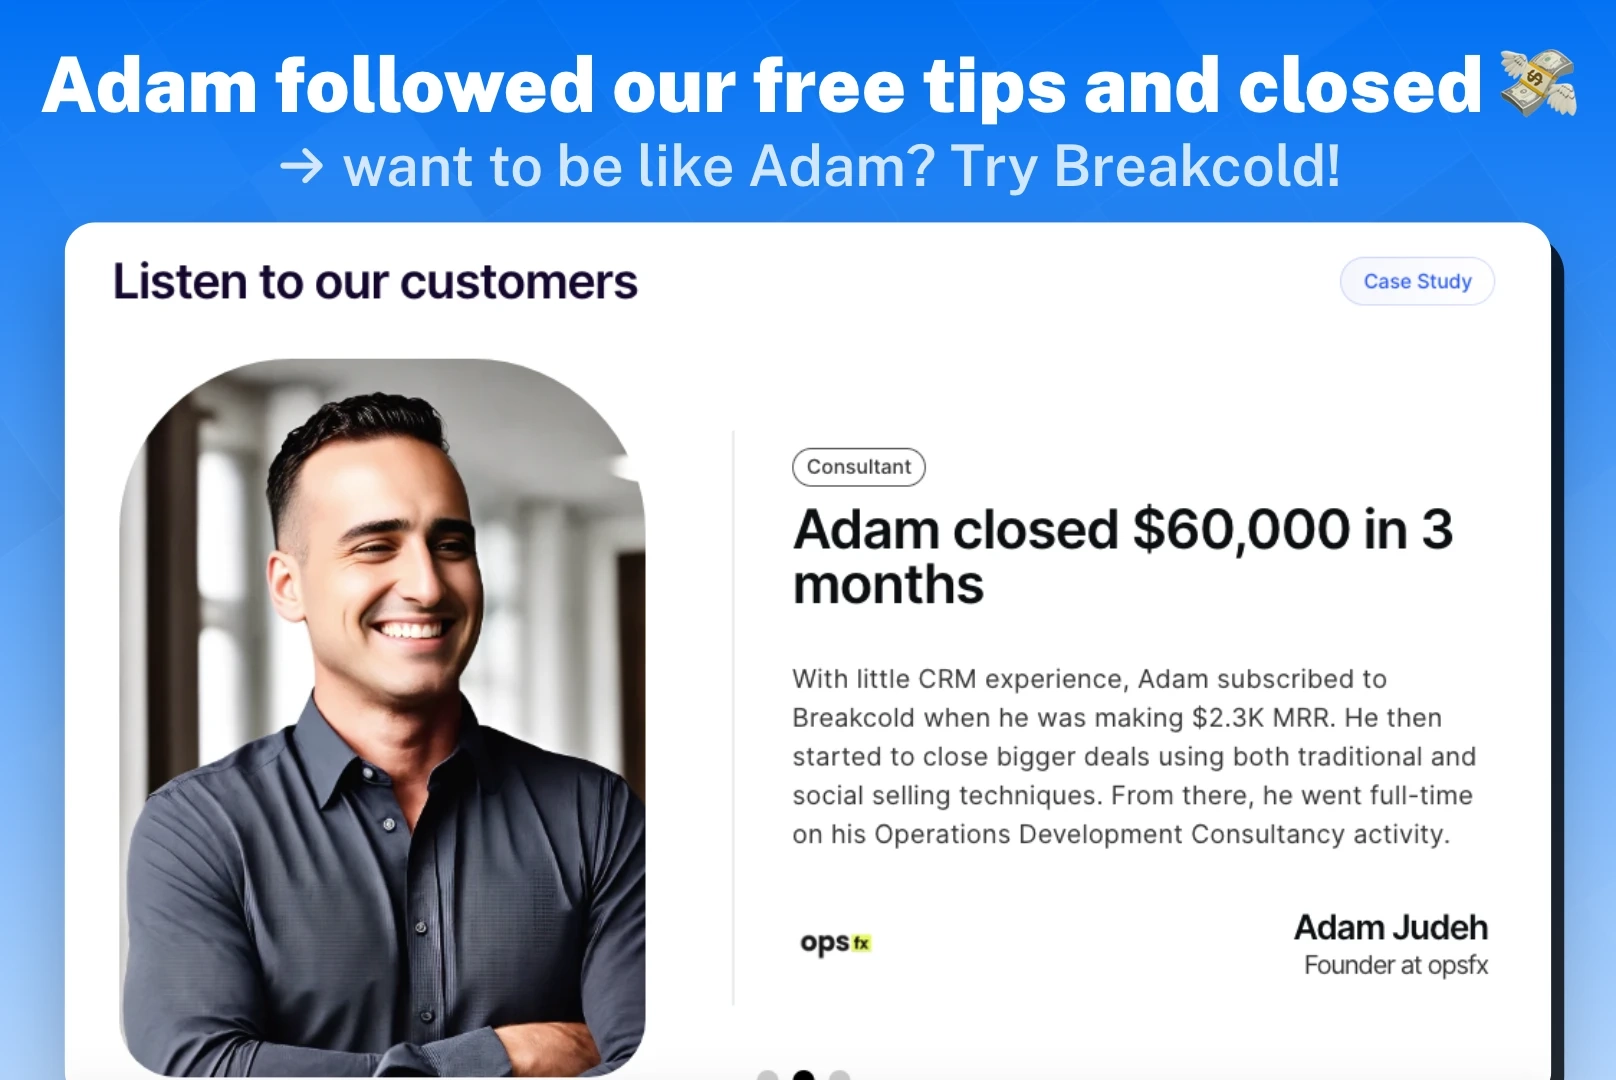 Adam followed our free tips and closed 💸
→ want to be like Adam? Try Breakcold!
Listen to our customers
Case Study
Consultant
Adam closed $60,000 in 3
months
With little CRM experience, Adam subscribed to
Breakcold when he was making $2.3K MRR. He then
started to close bigger deals using both traditional and
social selling techniques. From there, he went full-time
on his Operations Development Consultancy activity.
opsfx
Adam Judeh
Founder at opsfx